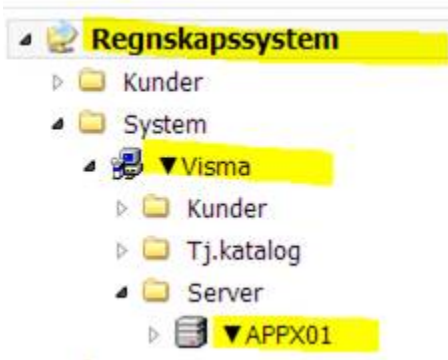 Regnskapssystem
Kunder
System
▼Visma
Kunder
Tj.katalog
Server
▼APPX01